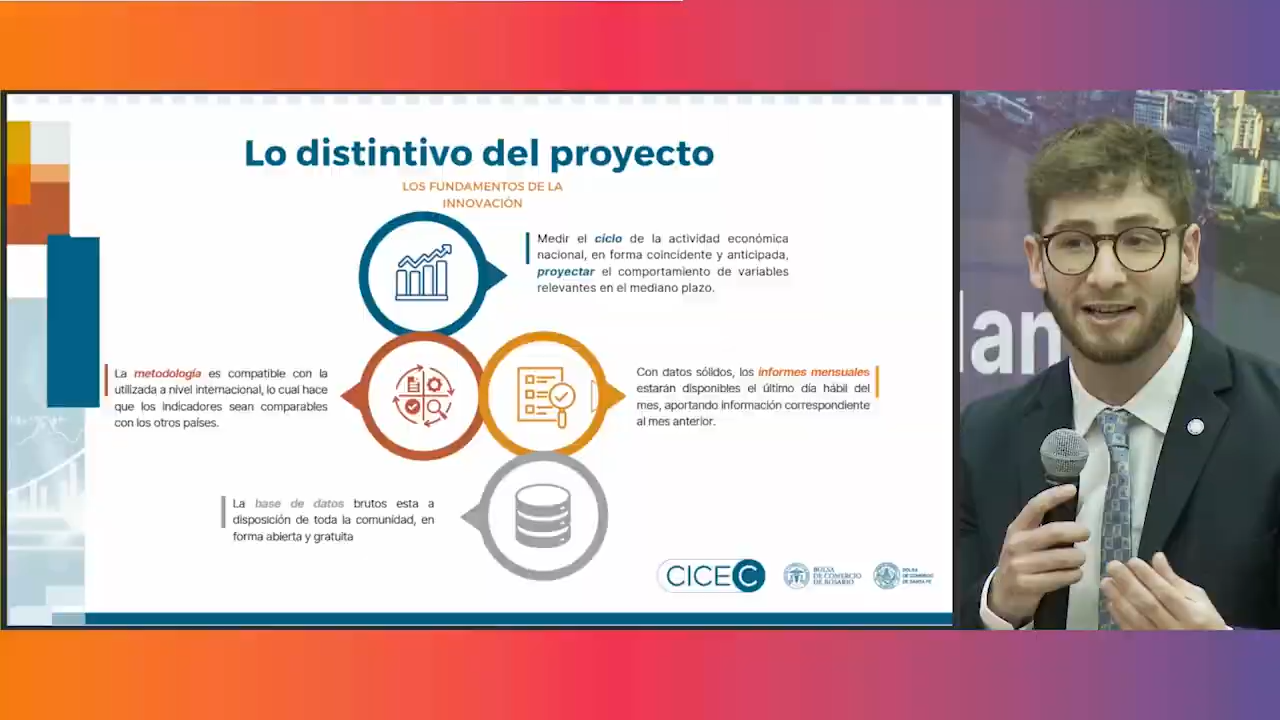 Lo distintivo del proyecto
LOS FUNDAMENTOS DE LA
INNOVACIÓN
Medir el ciclo de la actividad económica
nacional, en forma coincidente y anticipada,
proyectar el comportamiento de variables
relevantes en el mediano plazo.
La metodología es compatible con la
utilizada a nivel internacional, lo cual hace
que los indicadores sean comparables
con los otros países.
Con datos sólidos, los informes mensuales
estarán disponibles el último día hábil del
mes, aportando información correspondiente
al mes anterior.
La base de datos brutos esta a
disposición de toda la comunidad, en
forma abierta y gratuita
CICEC
BOLSA
DE COMERCIO
DE ROSARIO
BOLSA
DE COMERCIO
DE SANTA FE
lan